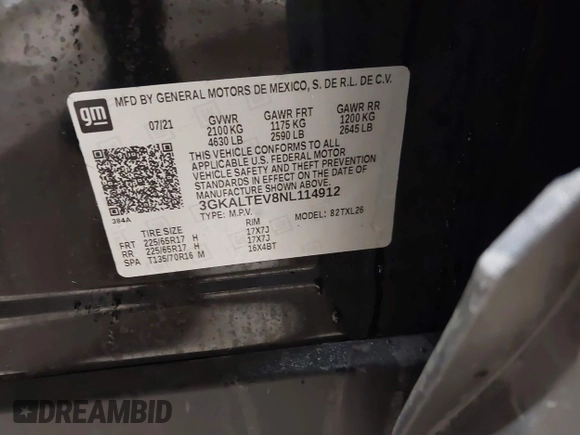 gm
MFD BY GENERAL MOTORS DE MEXICO, S. DE R.L. DE C.V.
07/21 GVWR GAWR FRT GAWR RR
2100 KG 1175 KG 1200 KG
4630 LB 2590 LB 2645 LB
THIS VEHICLE CONFORMS TO ALL
APPLICABLE U.S. FEDERAL MOTOR
VEHICLE SAFETY AND THEFT PREVENTION
STANDARDS IN EFFECT ON THE DATE OF
MANUFACTURE SHOWN ABOVE.
3GKALTEV8NL114912
384A
TYPE: M.P.V. MODEL: 82TXL26
TIRE SIZE RIM
FRT 225/65R17 H 17X7J
RR 225/65R17 H 17X7J
SPA T135/70R16 M 16X4BT
DREAMBID